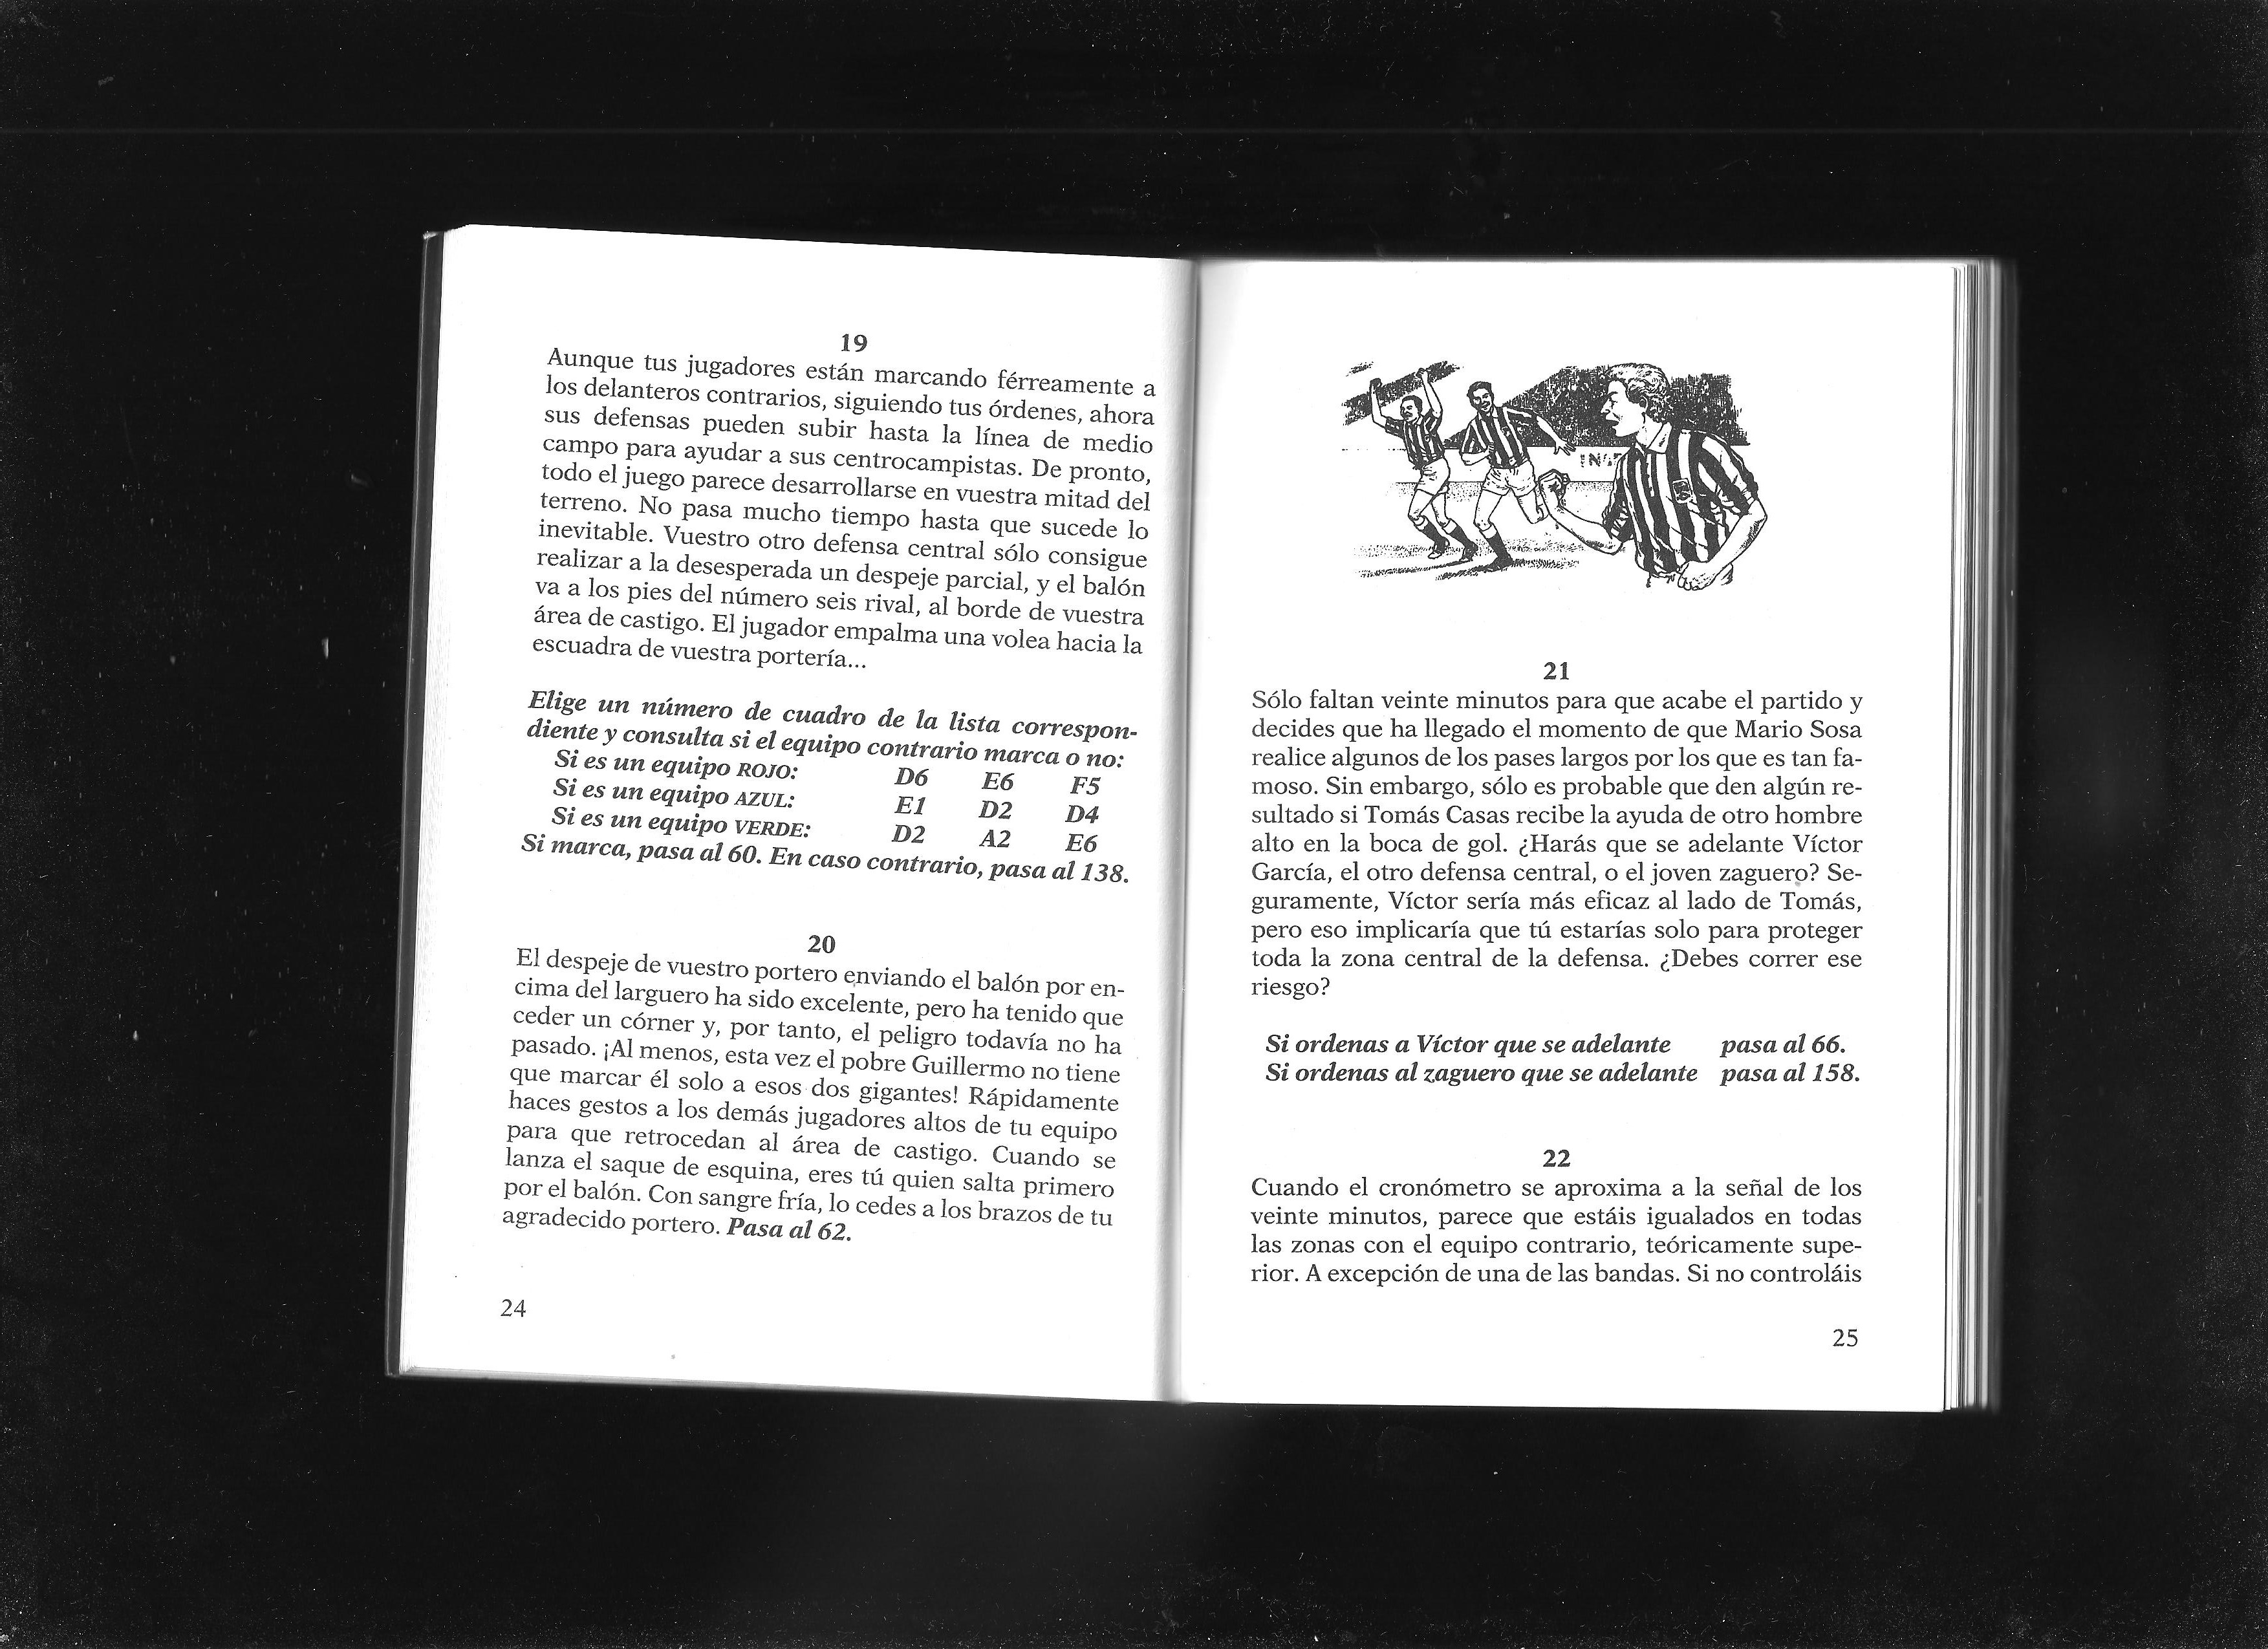 19
Aunque tus jugadores están marcando férreamente a
los delanteros contrarios, siguiendo tus órdenes, ahora
sus defensas pueden subir hasta la línea de medio
campo para ayudar a sus centrocampistas. De pronto,
todo el juego parece desarrollarse en vuestra mitad del
terreno. No pasa mucho tiempo hasta que sucede lo
inevitable. Vuestro otro defensa central sólo consigue
realizar a la desesperada un despeje parcial, y el balón
va a los pies del número seis rival, al borde de vuestra
área de castigo. El jugador empalma una volea hacia la
escuadra de vuestra portería...
Elige un número de cuadro de la lista correspon-
diente y consulta si el equipo contrario marca o no:
Si es un equipo ROJO: D6 E6 F5
Si es un equipo AZUL: E1 D2 D4
Si es un equipo VERDE: D2 A2 E6
Si marca, pasa al 60. En caso contrario, pasa al 138.
20
El despeje de vuestro portero enviando el balón por en-
cima del larguero ha sido excelente, pero ha tenido que
ceder un córner y, por tanto, el peligro todavía no ha
pasado. ¡Al menos, esta vez el pobre Guillermo no tiene
que marcar él solo a esos dos gigantes! Rápidamente
haces gestos a los demás jugadores altos de tu equipo
para que retrocedan al área de castigo. Cuando se
lanza el saque de esquina, eres tú quien salta primero
por el balón. Con sangre fría, lo cedes a los brazos de tu
agradecido portero. Pasa al 62.
24
21
Sólo faltan veinte minutos para que acabe el partido y
decides que ha llegado el momento de que Mario Sosa
realice algunos de los pases largos por los que es tan fa-
moso. Sin embargo, sólo es probable que den algún re-
sultado si Tomás Casas recibe la ayuda de otro hombre
alto en la boca de gol. ¿Harás que se adelante Víctor
García, el otro defensa central, o el joven zaguero? Se-
guramente, Víctor sería más eficaz al lado de Tomás,
pero eso implicaría que tú estarías solo para proteger
toda la zona central de la defensa. ¿Debes correr ese
riesgo?
Si ordenas a Víctor que se adelante pasa al 66.
Si ordenas al zaguero que se adelante pasa al 158.
22
Cuando el cronómetro se aproxima a la señal de los
veinte minutos, parece que estáis igualados en todas
las zonas con el equipo contrario, teóricamente supe-
rior. A excepción de una de las bandas. Si no controláis
25